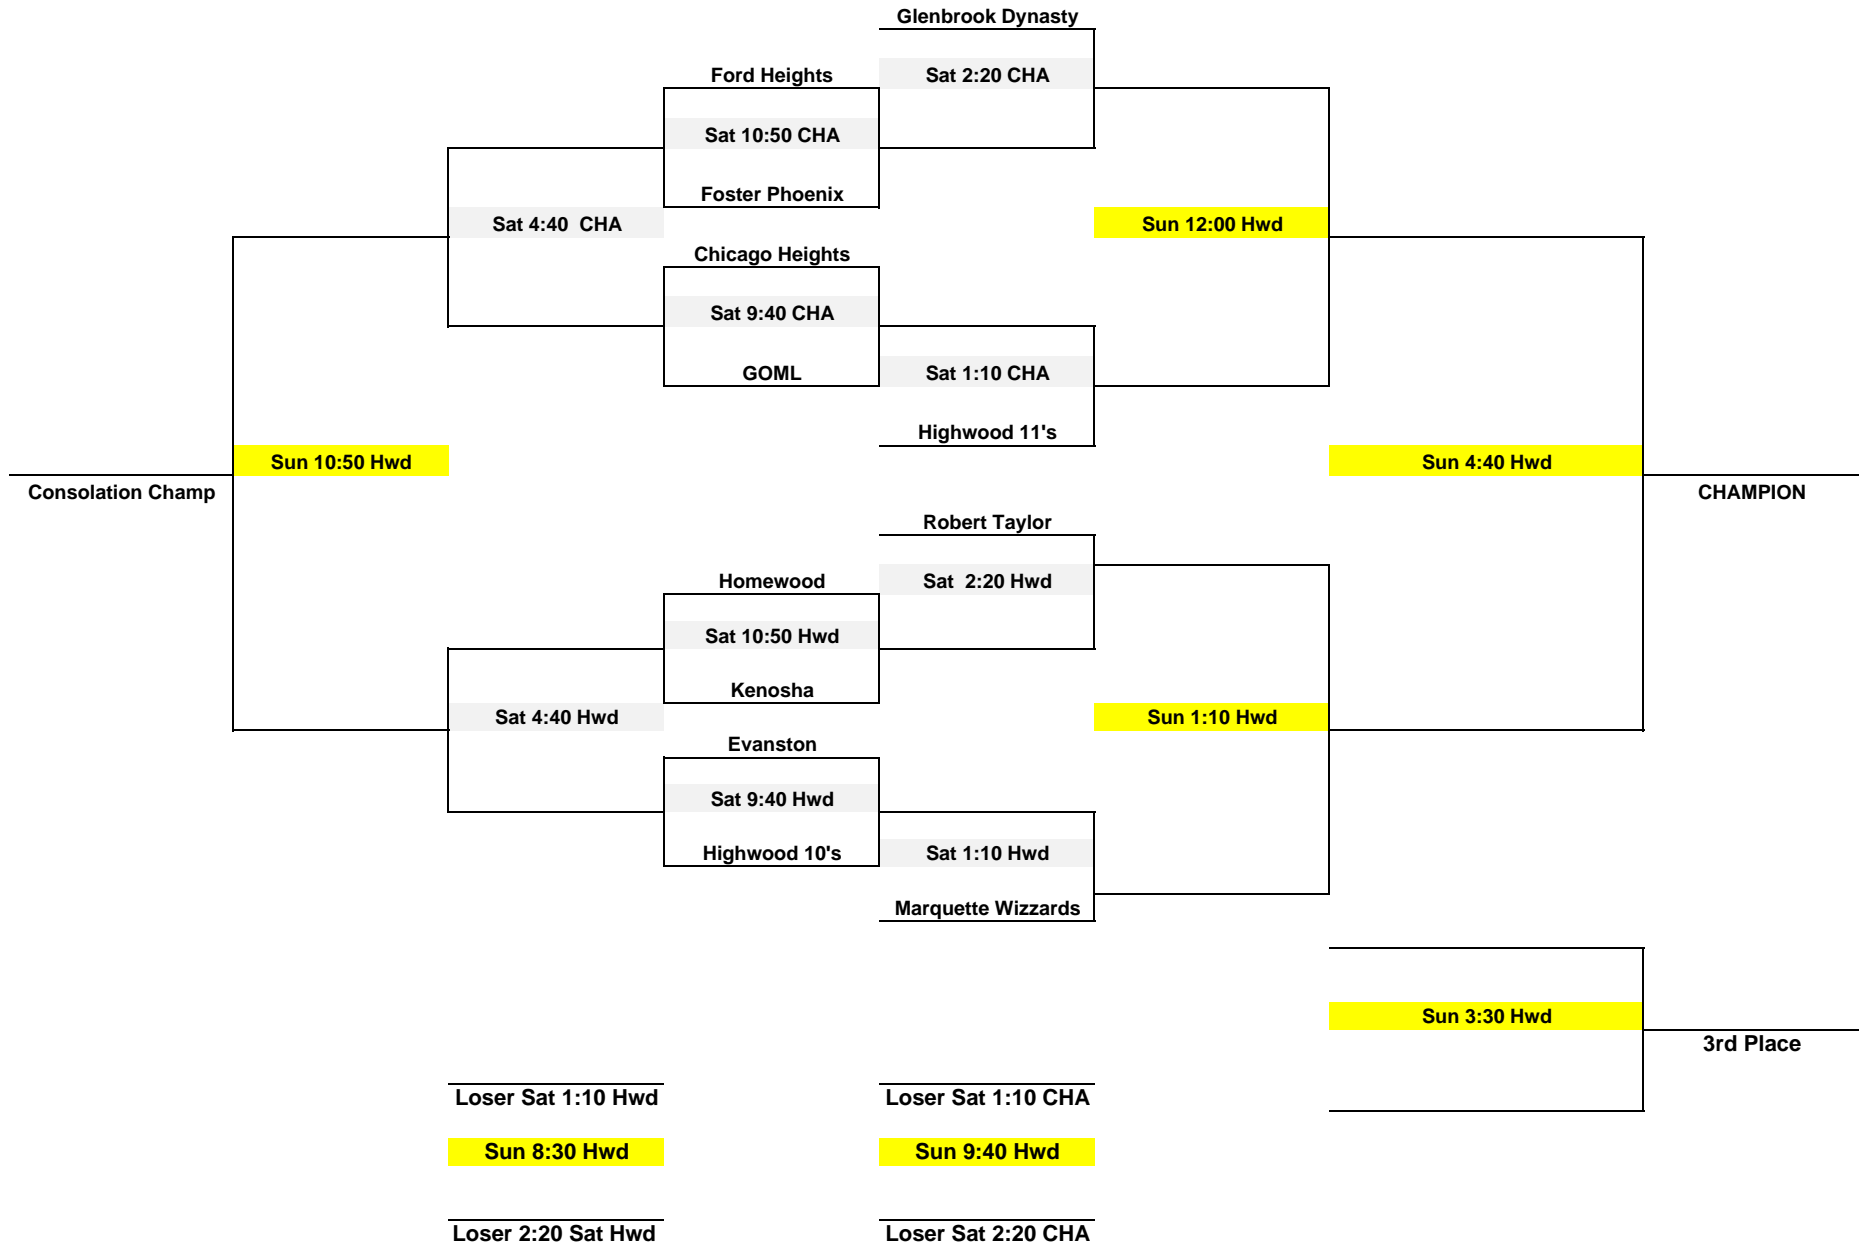 Glenbrook Dynasty
Ford Heights
Sat 2:20 CHA
Sat 10:50 CHA
Foster Phoenix
Sat 4:40  CHA
Sun 12:00 Hwd
Chicago Heights
Sat 9:40 CHA
GOML
Sat 1:10 CHA
Highwood 11's
Sun 10:50 Hwd
Sun 4:40 Hwd
Consolation Champ
CHAMPION
Robert Taylor
Homewood
Sat  2:20 Hwd
Sat 10:50 Hwd
Kenosha
Sat 4:40 Hwd
Sun 1:10 Hwd
Evanston
Sat 9:40 Hwd
Highwood 10's
Sat 1:10 Hwd
Marquette Wizzards
Sun 3:30 Hwd
3rd Place
Loser Sat 1:10 Hwd
Loser Sat 1:10 CHA
Sun 8:30 Hwd
Sun 9:40 Hwd
Loser 2:20 Sat Hwd
Loser Sat 2:20 CHA